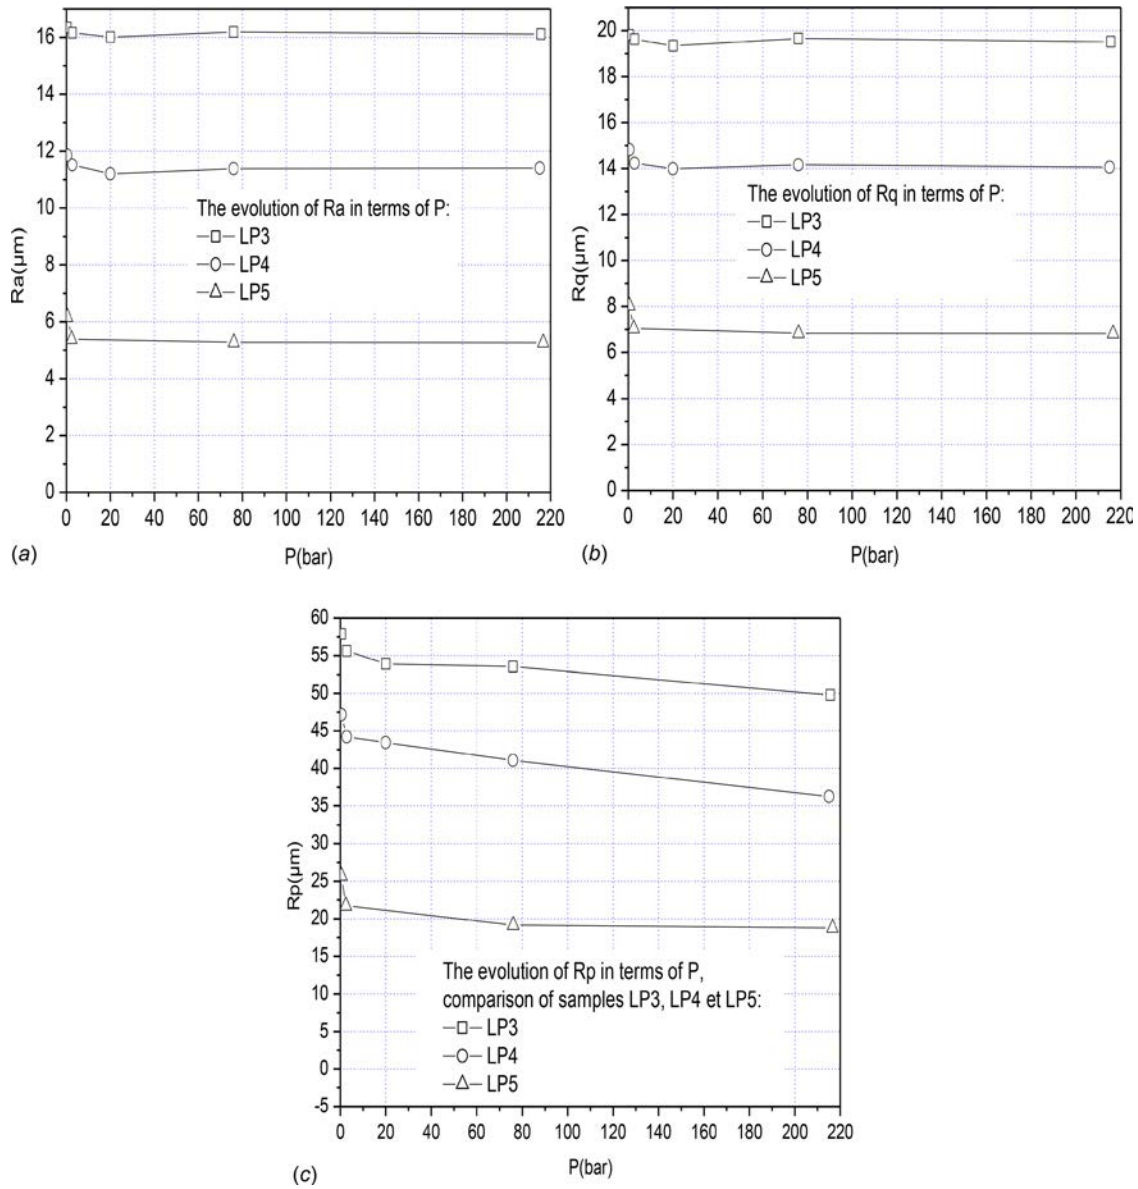 16
14
12
10
8
6
4
2
0
Ra(µm)
The evolution of Ra in terms of P:
LP3
LP4
LP5
0 20 40 60 80 100 120 140 160 180 200 220
P(bar)
(a)
20
18
16
14
12
10
8
6
4
2
0
Rq(µm)
The evolution of Rq in terms of P:
LP3
LP4
LP5
0 20 40 60 80 100 120 140 160 180 200 220
P(bar)
(b)
60
55
50
45
40
35
30
25
20
15
10
5
0
-5
Rp(µm)
The evolution of Rp in terms of P,
comparison of samples LP3, LP4 et LP5:
LP3
LP4
LP5
0 20 40 60 80 100 120 140 160 180 200 220
P(bar)
(c)